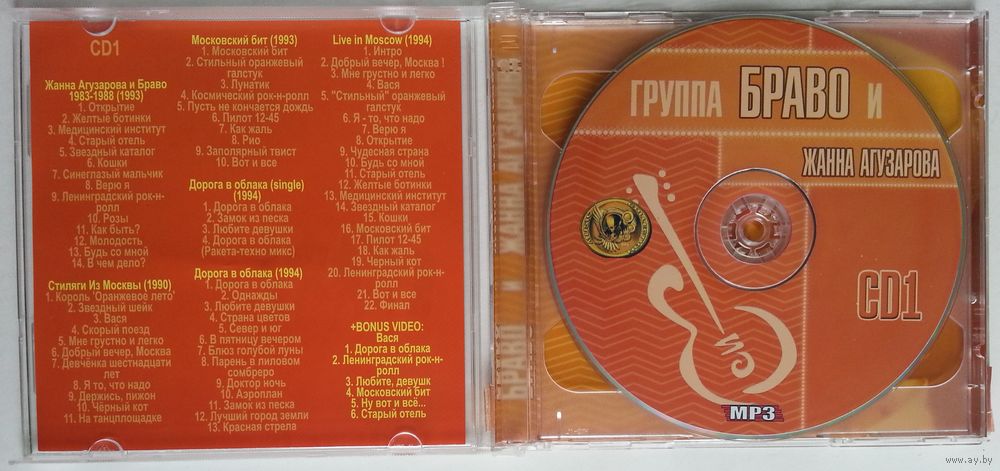 CD1
Жанна Агузарова и Браво
1983-1988 (1993)
1. Открытие
2. Желтые ботинки
3. Медицинский институт
4. Старый отель
5. Звездный каталог
6. Кошки
7. Синеглазый мальчик
8. Верю я
9. Ленинградский рок-н-
ролл
10. Розы
11. Как быть?
12. Молодость
13. Будь со мной
14. В чем дело?
Стиляги Из Москвы (1990)
1. Король 'Оранжевое лето'
2. Звездный шейк
3. Вася
4. Скорый поезд
5. Мне грустно и легко
6. Добрый вечер, Москва
7. Девчёнка шестнадцати
лет
8. Я то, что надо
9. Держись, пижон
10. Чёрный кот
11. На танцплощадке
Московский бит (1993)
1. Московский бит
2. Стильный оранжевый
галстук
3. Лунатик
4. Космический рок-н-ролл
5. Пусть не кончается дождь
6. Пилот 12-45
7. Как жаль
8. Рио
9. Заполярный твист
10. Вот и все
Дорога в облака (single)
(1994)
1. Дорога в облака
2. Замок из песка
3. Любите девушки
4. Дорога в облака
(Ракета-техно микс)
Дорога в облака (1994)
1. Дорога в облака
2. Однажды
3. Любите девушки
4. Страна цветов
5. Север и юг
6. В пятницу вечером
7. Блюз голубой луны
8. Парень в лиловом
сомбреро
9. Доктор ночь
10. Аэроплан
11. Замок из песка
12. Лучший город земли
13. Красная стрела
Live in Moscow (1994)
1. Интро
2. Добрый вечер, Москва !
3. Мне грустно и легко
4. Вася
5. "Стильный" оранжевый
галстук
6. Я - то, что надо
7. Верю я
8. Открытие
9. Чудесная страна
10. Будь со мной
11. Старый отель
12. Желтые ботинки
13. Медицинский институт
14. Звездный каталог
15. Кошки
16. Московский бит
17. Пилот 12-45
18. Как жаль
19. Черный кот
20. Ленинградский рок-н-
ролл
21. Вот и все
22. Финал
+BONUS VIDEO:
Вася
1. Дорога в облака
2. Ленинградский рок-н-
ролл
3. Любите, девушк
4. Московский бит
5. Ну вот и всё...
6. Старый отель
БРАВО И ЖАННА АГУЗАРОВА
ГРУППА БРАВО И
ЖАННА АГУЗАРОВА
CD1
MP3
www.ay.by